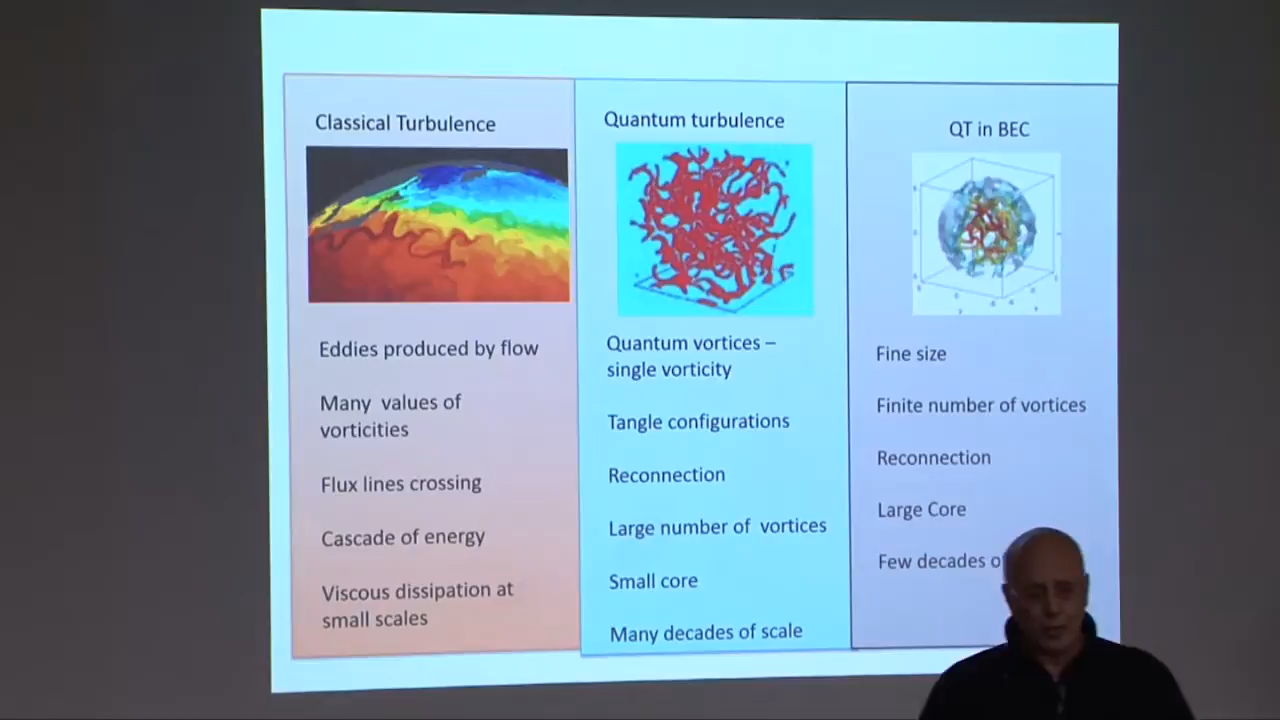 Classical Turbulence
Eddies produced by flow
Many values of
vorticities
Flux lines crossing
Cascade of energy
Viscous dissipation at
small scales
Quantum turbulence
Quantum vortices –
single vorticity
Tangle configurations
Reconnection
Large number of vortices
Small core
Many decades of scale
QT in BEC
Fine size
Finite number of vortices
Reconnection
Large Core
Few decades